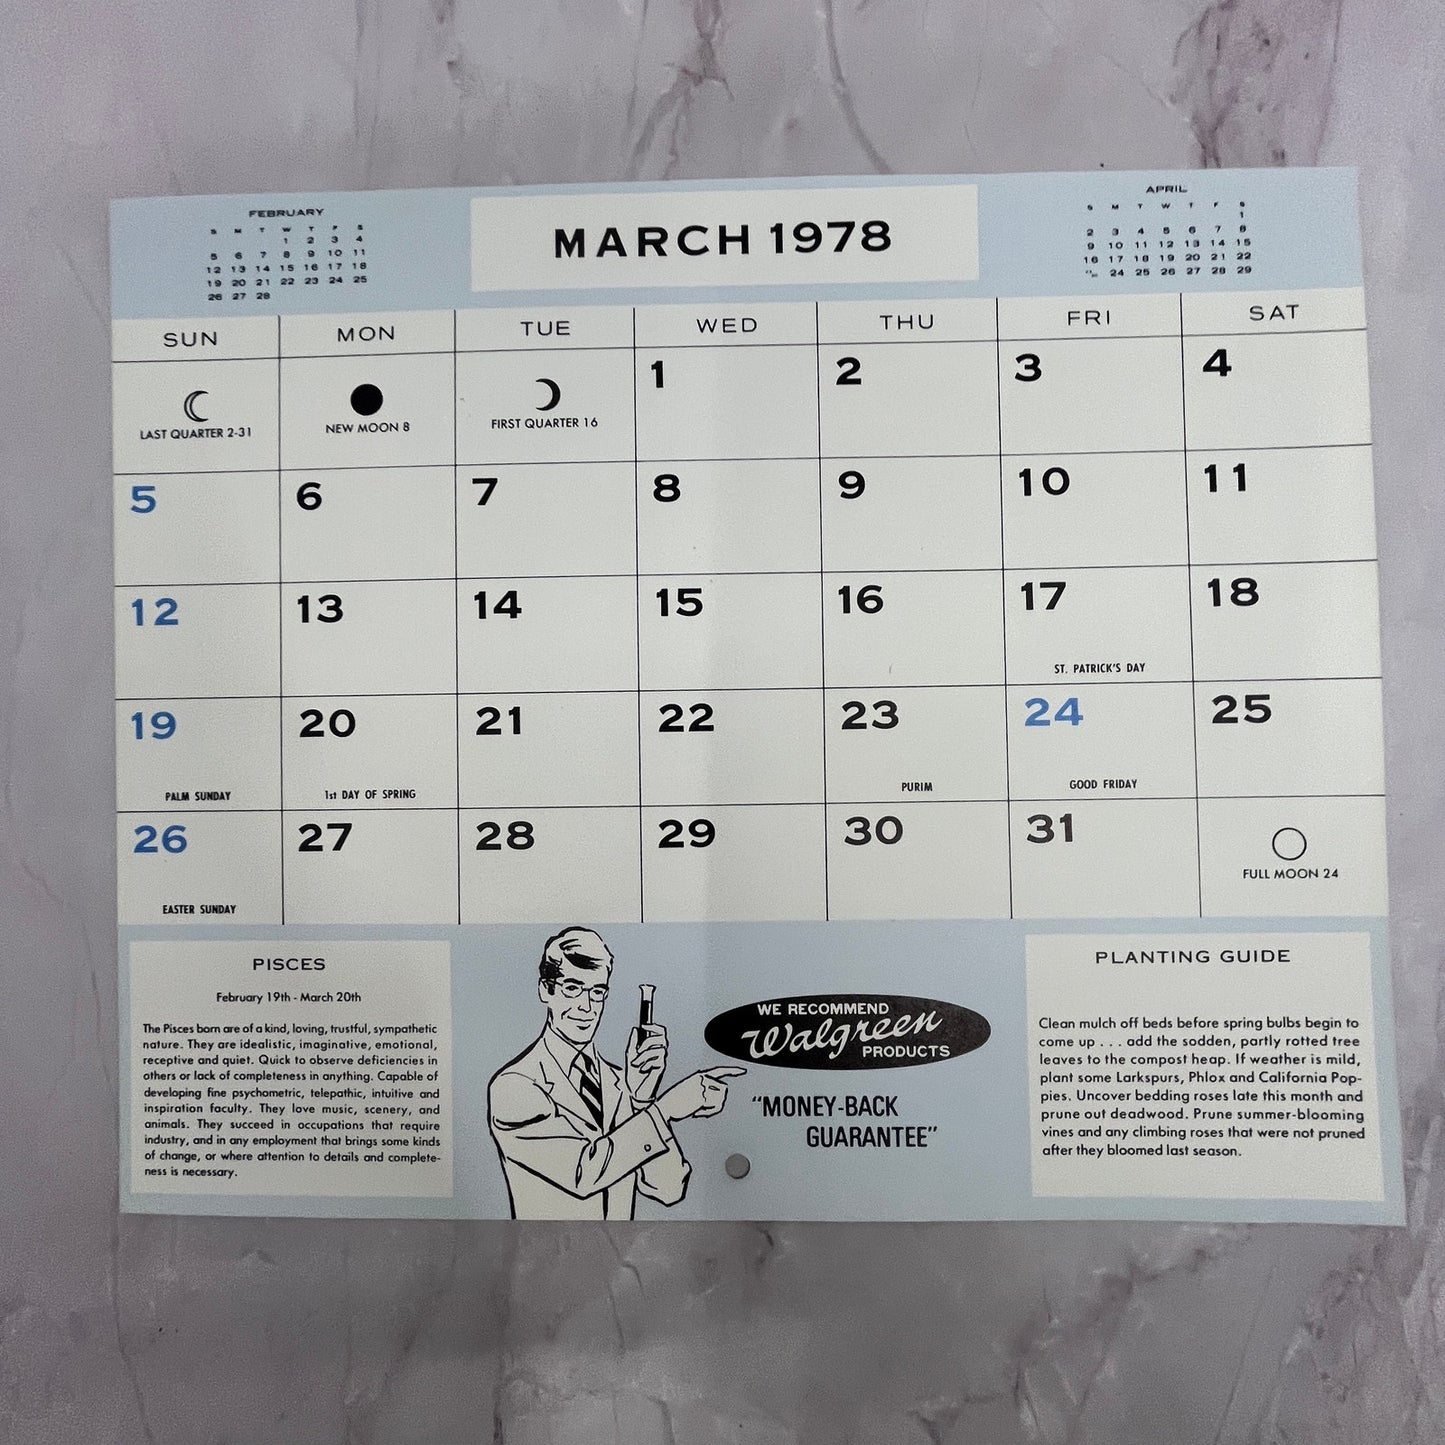 FEBRUARY
S M T W T F S
1 2 3 4
5 6 7 8 9 10 11
12 13 14 15 16 17 18
19 20 21 22 23 24 25
26 27 28
MARCH 1978
APRIL
S M T W T F S
1
2 3 4 5 6 7 8
9 10 11 12 13 14 15
16 17 18 19 20 21 22
24 25 26 27 28 29
SUN MON TUE WED THU FRI SAT
LAST QUARTER 2-31
NEW MOON 8
FIRST QUARTER 16
1 2 3 4
5 6 7 8 9 10 11
12 13 14 15 16 17 18
ST. PATRICK'S DAY
19 20 21 22 23 24 25
PALM SUNDAY
1st DAY OF SPRING
PURIM
GOOD FRIDAY
26 27 28 29 30 31
EASTER SUNDAY
FULL MOON 24
PISCES
February 19th - March 20th
The Pisces born are of a kind, loving, trustful, sympathetic
nature. They are idealistic, imaginative, emotional,
receptive and quiet. Quick to observe deficiencies in
others or lack of completeness in anything. Capable of
developing fine psychometric, telepathic, intuitive and
inspiration faculty. They love music, scenery, and
animals. They succeed in occupations that require
industry, and in any employment that brings some kinds
of change, or where attention to details and complete-
ness is necessary.
WE RECOMMEND
Walgreen
PRODUCTS
"MONEY-BACK
GUARANTEE"
PLANTING GUIDE
Clean mulch off beds before spring bulbs begin to
come up . . . add the sodden, partly rotted tree
leaves to the compost heap. If weather is mild,
plant some Larkspurs, Phlox and California Pop-
pies. Uncover bedding roses late this month and
prune out deadwood. Prune summer-blooming
vines and any climbing roses that were not pruned
after they bloomed last season.